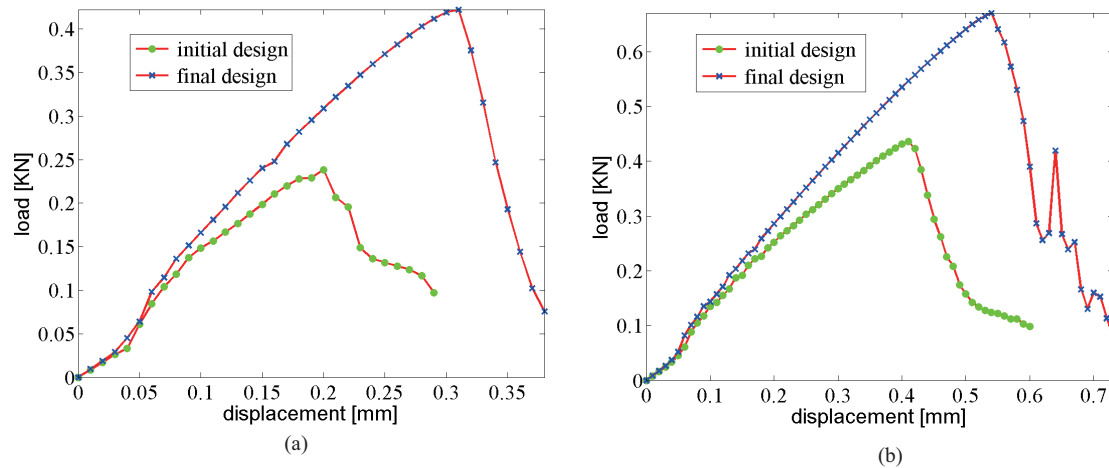 0.4
0.35
0.3
0.25
0.2
0.15
0.1
0.05
0
load [KN]
initial design
final design
0 0.05 0.1 0.15 0.2 0.25 0.3 0.35
displacement [mm]
(a)
0.6
0.5
0.4
0.3
0.2
0.1
0
load [KN]
initial design
final design
0 0.1 0.2 0.3 0.4 0.5 0.6 0.7
displacement [mm]
(b)